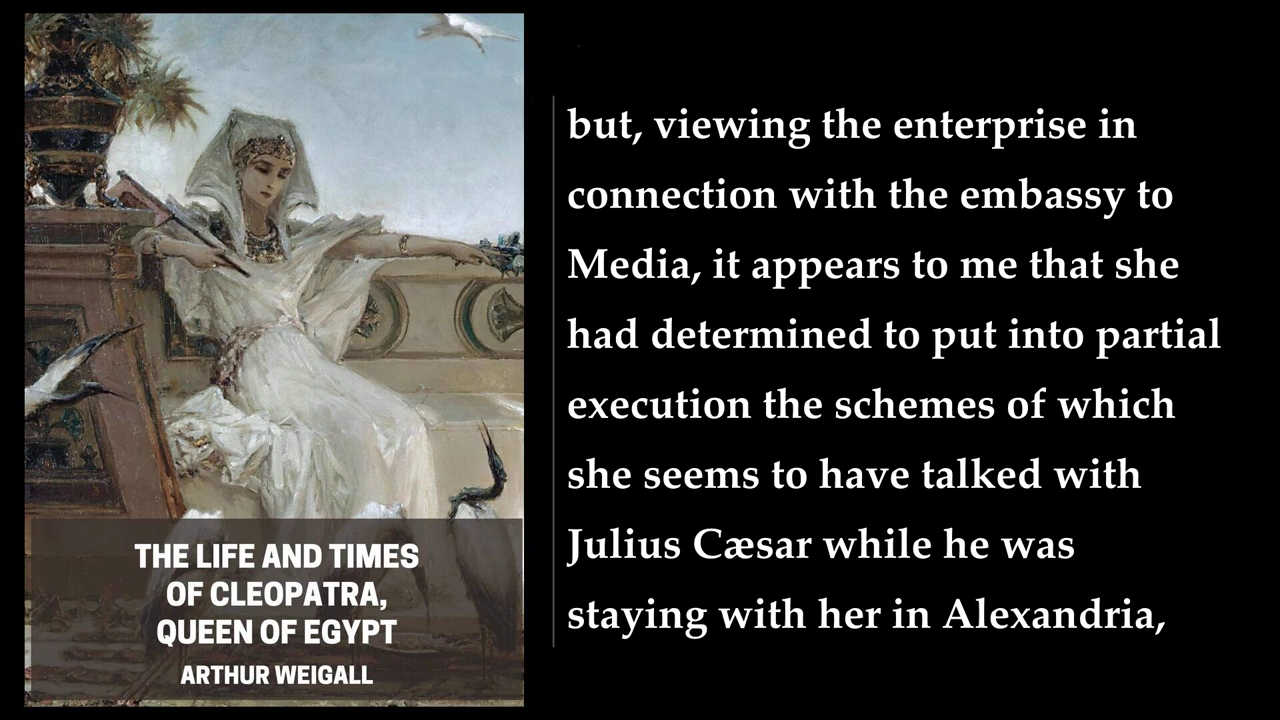 THE LIFE AND TIMES
OF CLEOPATRA,
QUEEN OF EGYPT
ARTHUR WEIGALL
but, viewing the enterprise in
connection with the embassy to
Media, it appears to me that she
had determined to put into partial
execution the schemes of which
she seems to have talked with
Julius Cæsar while he was
staying with her in Alexandria,